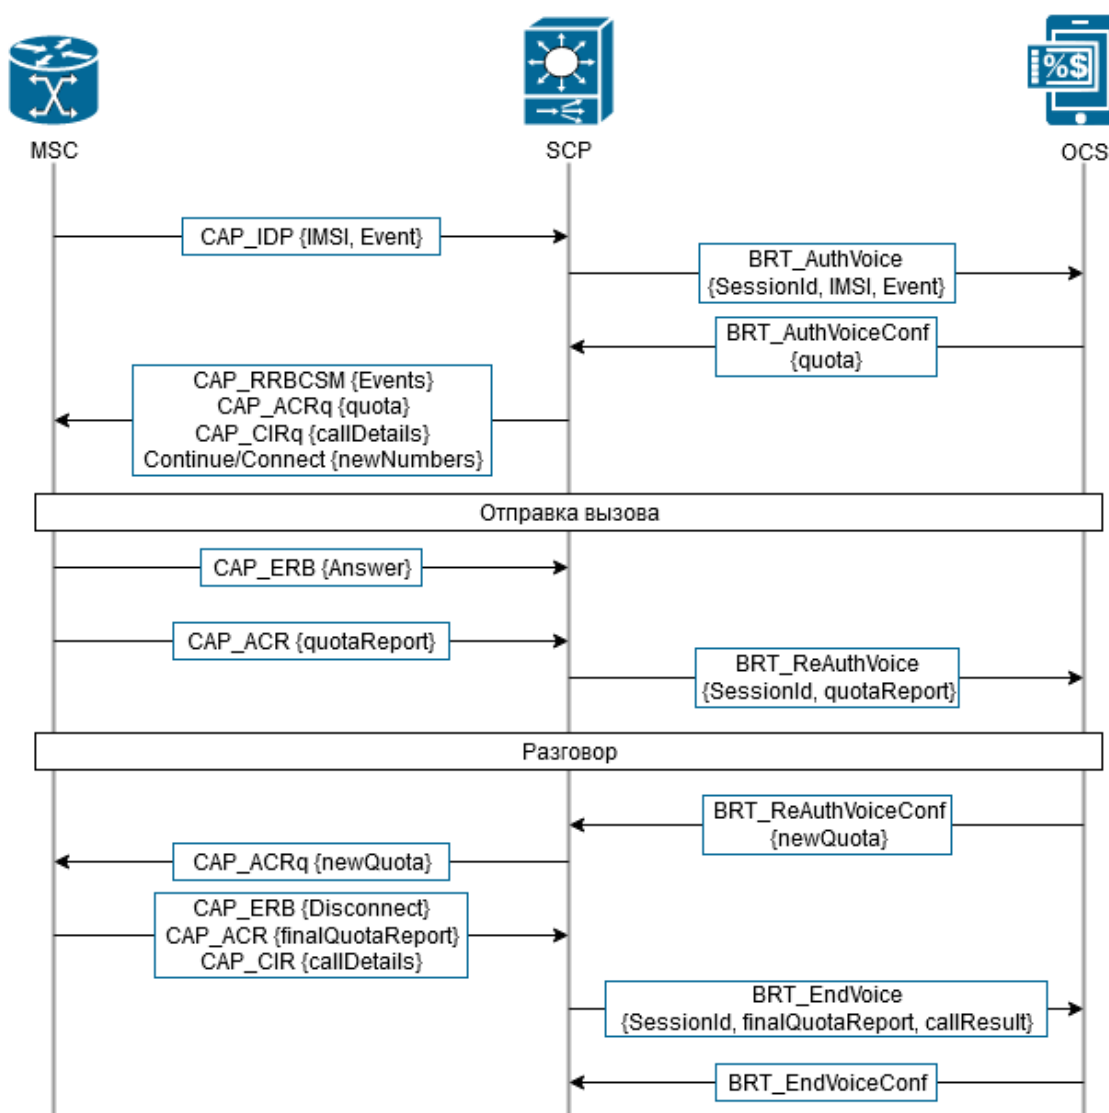 %$
MSC
SCP
OCS
CAP_IDP {IMSI, Event}
BRT_AuthVoice
{SessionId, IMSI, Event}
BRT_AuthVoiceConf
{quota}
CAP_RRBCSM {Events}
CAP_ACRq {quota}
CAP_CIRq {callDetails}
Continue/Connect {newNumbers}
Отправка вызова
CAP_ERB {Answer}
CAP_ACR {quotaReport}
BRT_ReAuthVoice
{SessionId, quotaReport}
Разговор
BRT_ReAuthVoiceConf
{newQuota}
CAP_ACRq {newQuota}
CAP_ERB {Disconnect}
CAP_ACR {finalQuotaReport}
CAP_CIR {callDetails}
BRT_EndVoice
{SessionId, finalQuotaReport, callResult}
BRT_EndVoiceConf